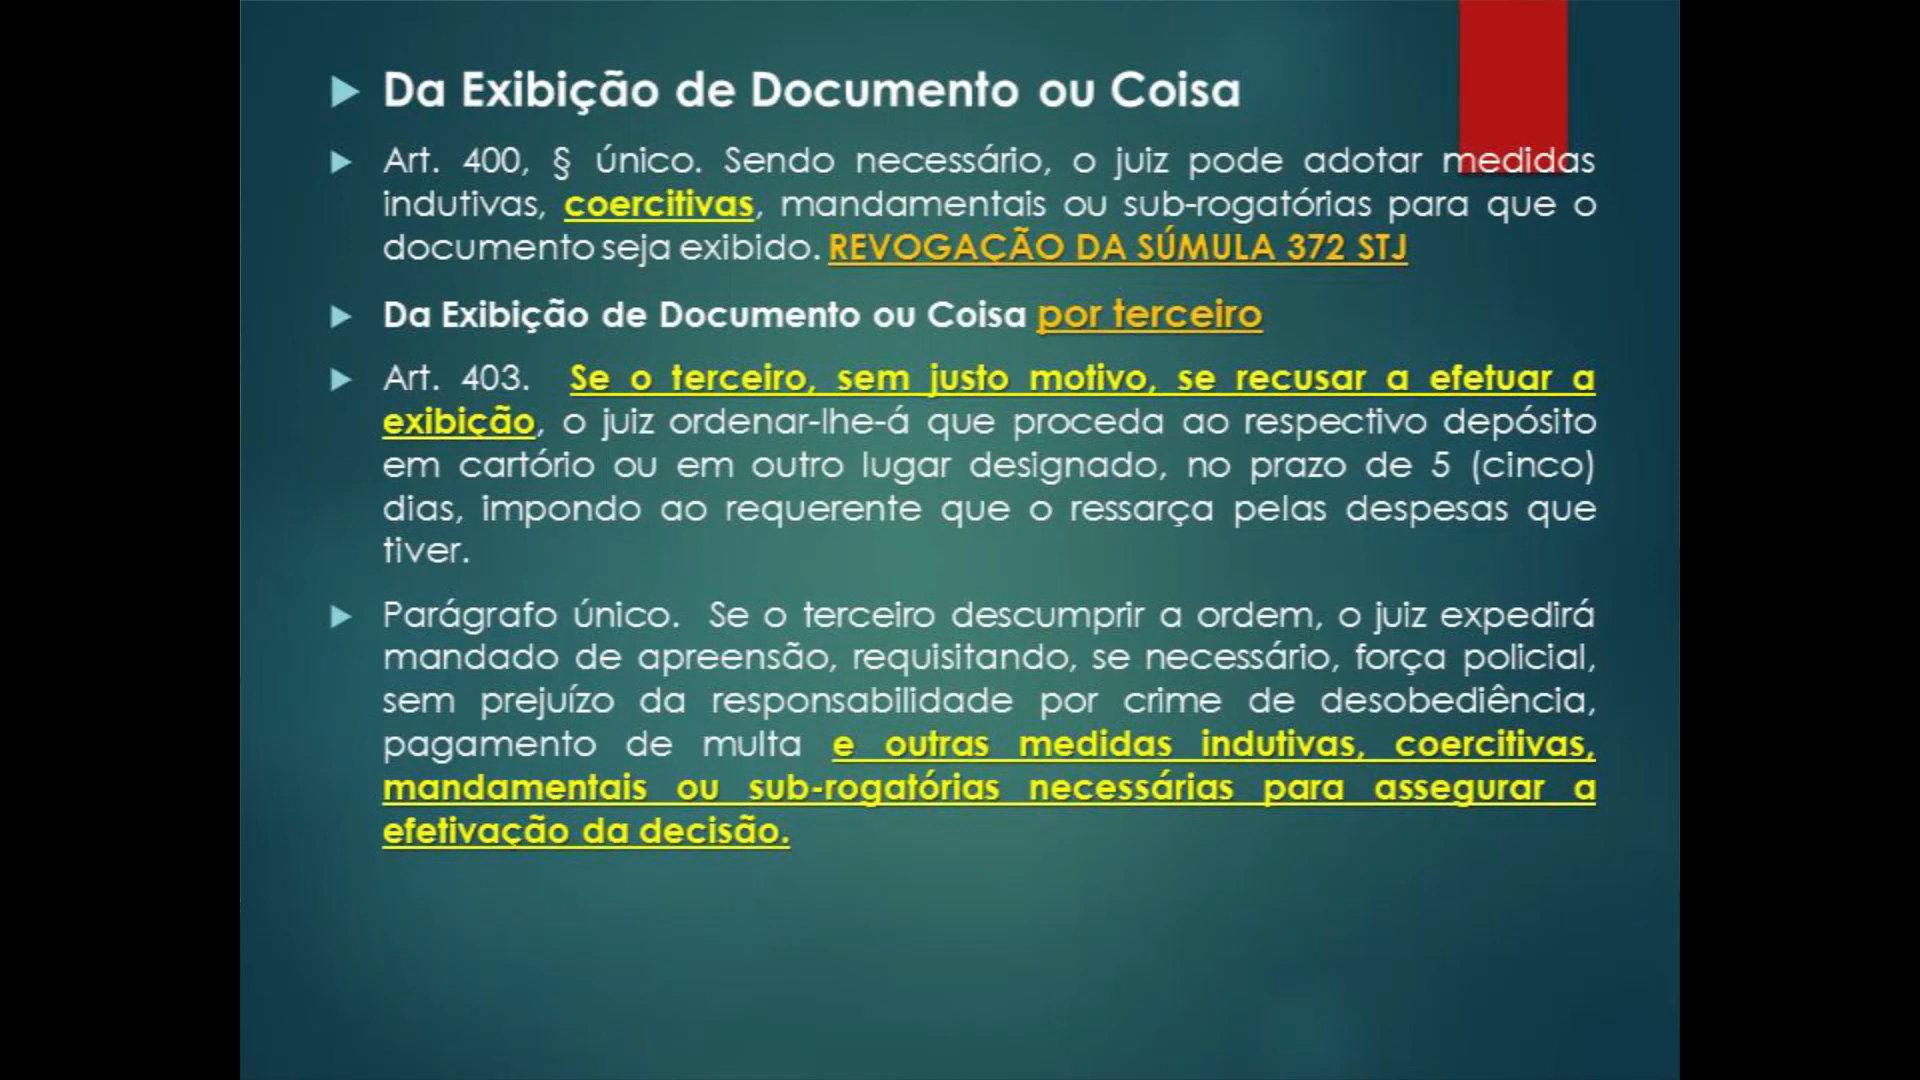 Da Exibição de Documento ou Coisa
Art. 400, § único. Sendo necessário, o juiz pode adotar medidas
indutivas, coercitivas, mandamentais ou sub-rogatórias para que o
documento seja exibido. REVOGAÇÃO DA SÚMULA 372 STJ
Da Exibição de Documento ou Coisa por terceiro
Art. 403. Se o terceiro, sem justo motivo, se recusar a efetuar a
exibição, o juiz ordenar-lhe-á que proceda ao respectivo depósito
em cartório ou em outro lugar designado, no prazo de 5 (cinco)
dias, impondo ao requerente que o ressarça pelas despesas que
tiver.
Parágrafo único. Se o terceiro descumprir a ordem, o juiz expedirá
mandado de apreensão, requisitando, se necessário, força policial,
sem prejuízo da responsabilidade por crime de desobediência,
pagamento de multa e outras medidas indutivas, coercitivas,
mandamentais ou sub-rogatórias necessárias para assegurar a
efetivação da decisão.